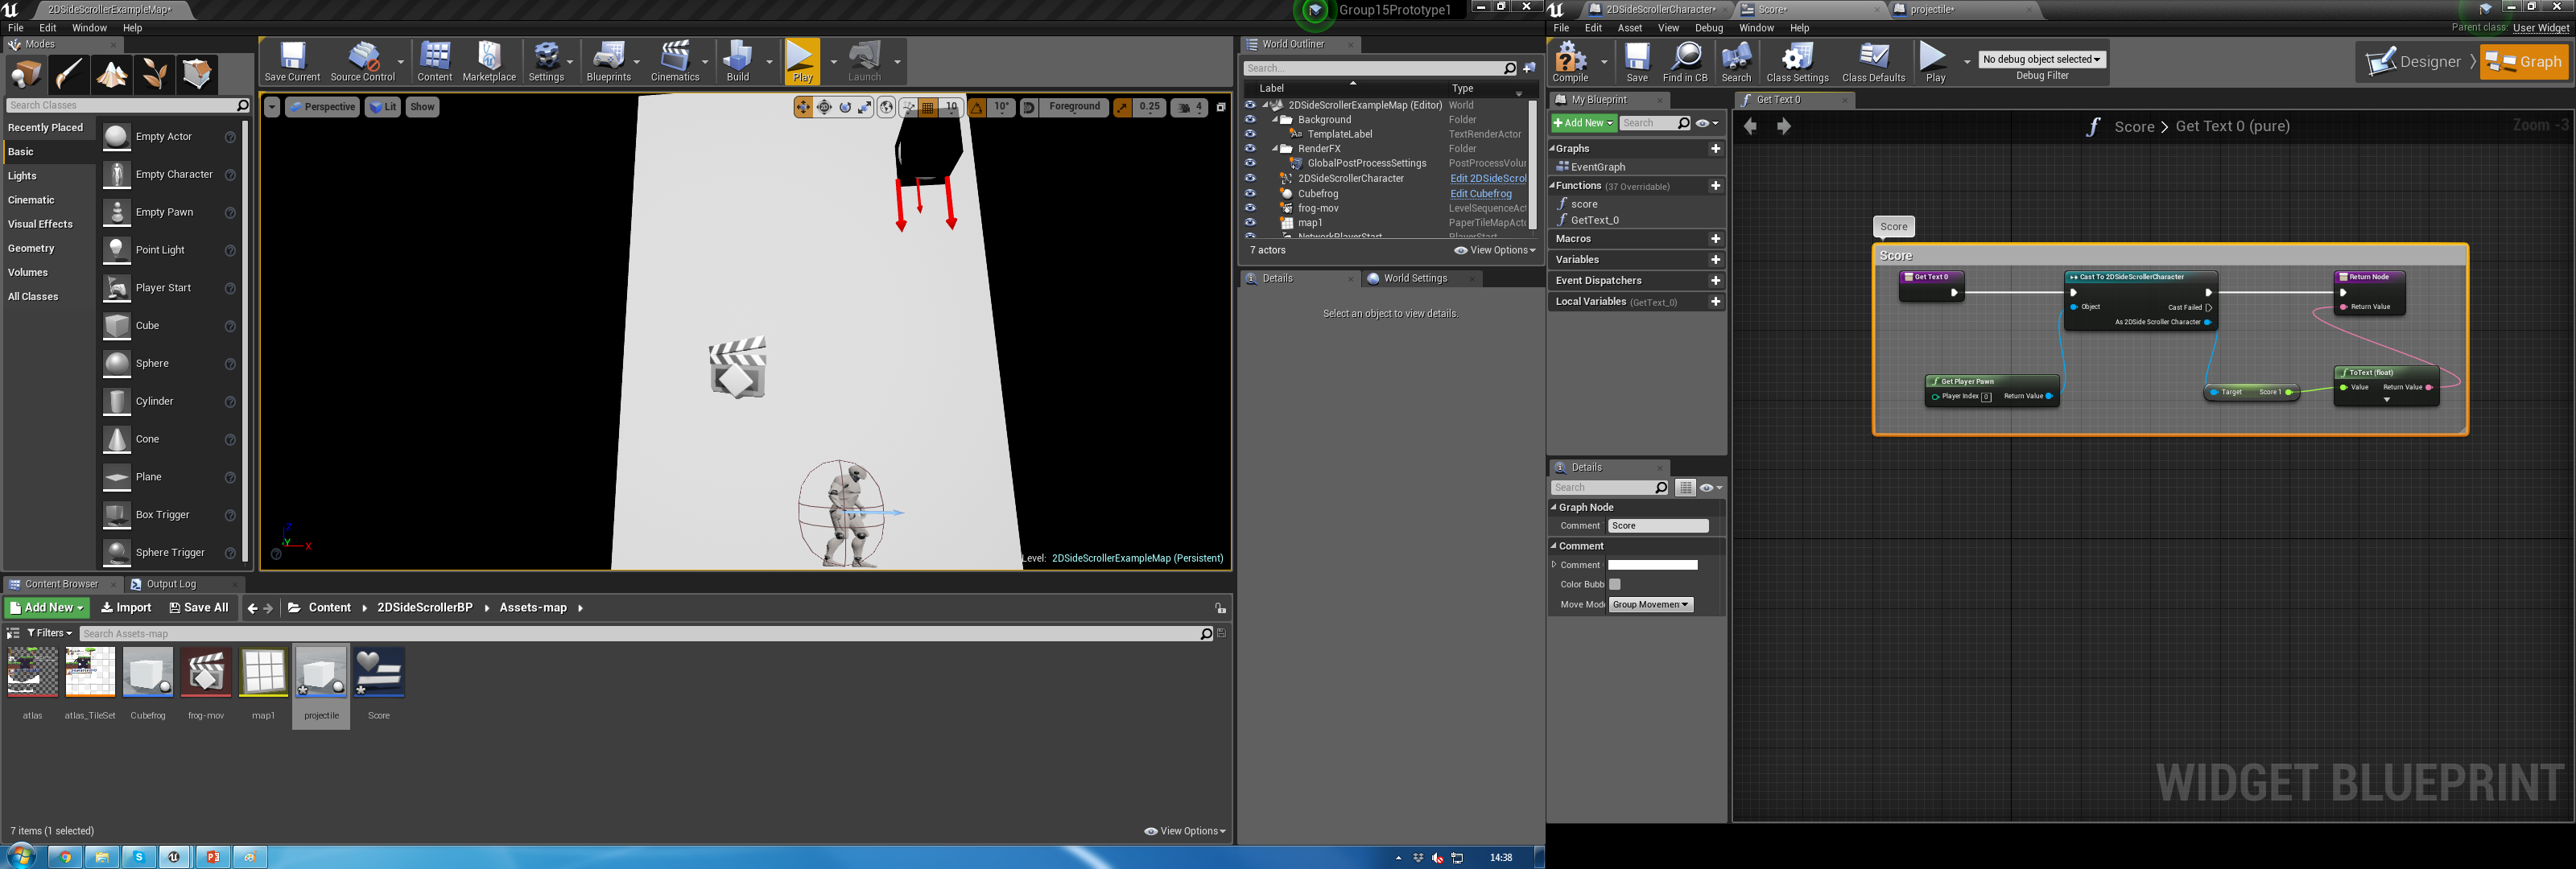 2DSideScrollerExampleMap*
Group15Prototype1
File Edit Window Help
Modes
Search Classes
Recently Placed
Basic
Lights
Cinematic
Visual Effects
Geometry
Volumes
All Classes
Empty Actor
Empty Character
Empty Pawn
Point Light
Player Start
Cube
Sphere
Cylinder
Cone
Plane
Box Trigger
Sphere Trigger
Save Current
Source Control
Content
Marketplace
Settings
Blueprints
Cinematics
Build
Play
Launch
Perspective
Lit
Show
10
10°
Foreground
0.25
4
Z
Y
X
Level: 2DSideScrollerExampleMap (Persistent)
World Outliner
Search...
Label Type
2DSideScrollerExampleMap (Editor) World
Background Folder
TemplateLabel TextRenderActor
RenderFX Folder
GlobalPostProcessSettings PostProcessVolu
2DSideScrollerCharacter Edit 2DSideScrol
Cubefrog Edit Cubefrog
frog-mov LevelSequenceAct
map1 PaperTileMapActo
NetworkPlayerStart PlayerStart
7 actors
View Options
Details
World Settings
Select an object to view details.
Content Browser
Output Log
Add New
Import
Save All
Content
2DSideScrollerBP
Assets-map
Filters
Search Assets-map
atlas
atlas_TileSet
Cubefrog
frog-mov
map1
projectile
Score
7 items (1 selected)
View Options
14:38
2DSideScrollerCharacter*
Score*
projectile*
File Edit Asset View Debug Window Help
Parent class: User Widget
Compile
Save
Find in CB
Search
Class Settings
Class Defaults
Play
No debug object selected
Debug Filter
Designer
Graph
My Blueprint
Add New
Search
Graphs
EventGraph
Functions (37 Overridable)
score
GetText_0
Macros
Variables
Event Dispatchers
Local Variables (GetText_0)
Details
Search
Graph Node
Comment Score
Comment
Comment
Color Bubb
Move Mod Group Movemen
Get Text 0
Score > Get Text 0 (pure)
Zoom -3
Score
Score
Get Text 0
Cast To 2DSideScrollerCharacter
Object
Cast Failed
As 2DSide Scroller Character
Return Node
Return Value
Get Player Pawn
Player Index 0
Return Value
Target Score 1
ToText (float)
Value Return Value
WIDGET BLUEPRINT